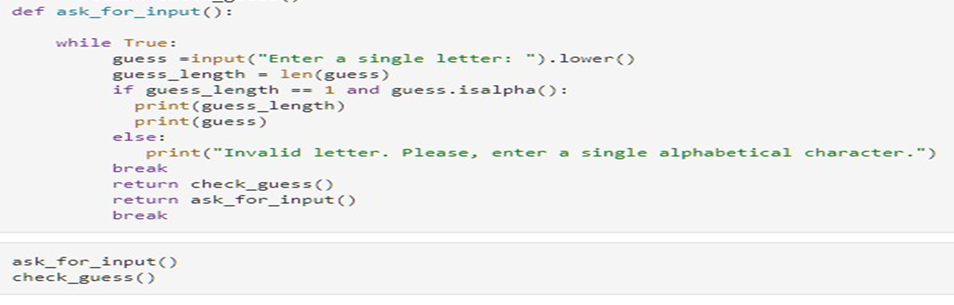 def ask_for_input():
while True:
guess =input("Enter a single letter: ").lower()
guess_length = len(guess)
if guess_length == 1 and guess.isalpha():
print(guess_length)
print(guess)
else:
print("Invalid letter. Please, enter a single alphabetical character.")
break
return check_guess()
return ask_for_input()
break
ask_for_input()
check_guess()